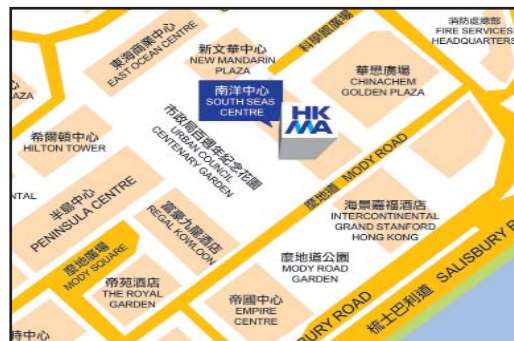 消防處總部
FIRE SERVICES
HEADQUARTERS
科學館廣場
東海商業中心
EAST OCEAN CENTRE
新文華中心
NEW MANDARIN
PLAZA
華懋廣場
CHINACHEM
GOLDEN PLAZA
PLAZA
南洋中心
SOUTH SEAS
CENTRE
HK
MA
希爾頓中心
HILTON TOWER
市政局百週年紀念花園
URBAN COUNCIL
CENTENARY GARDEN
麼地道 MODY ROAD
半島中心
PENINSULA CENTRE
富豪九龍酒店
REGAL KOWLOON
海景嘉福酒店
INTERCONTINENTAL
GRAND STANFORD
HONG KONG
麼地廣場
MODY SQUARE
麼地道公園
MODY ROAD
GARDEN
帝苑酒店
THE ROYAL
GARDEN
帝國中心
EMPIRE
CENTRE
BURY ROAD
梳士巴利道 SALISBURY R
中心